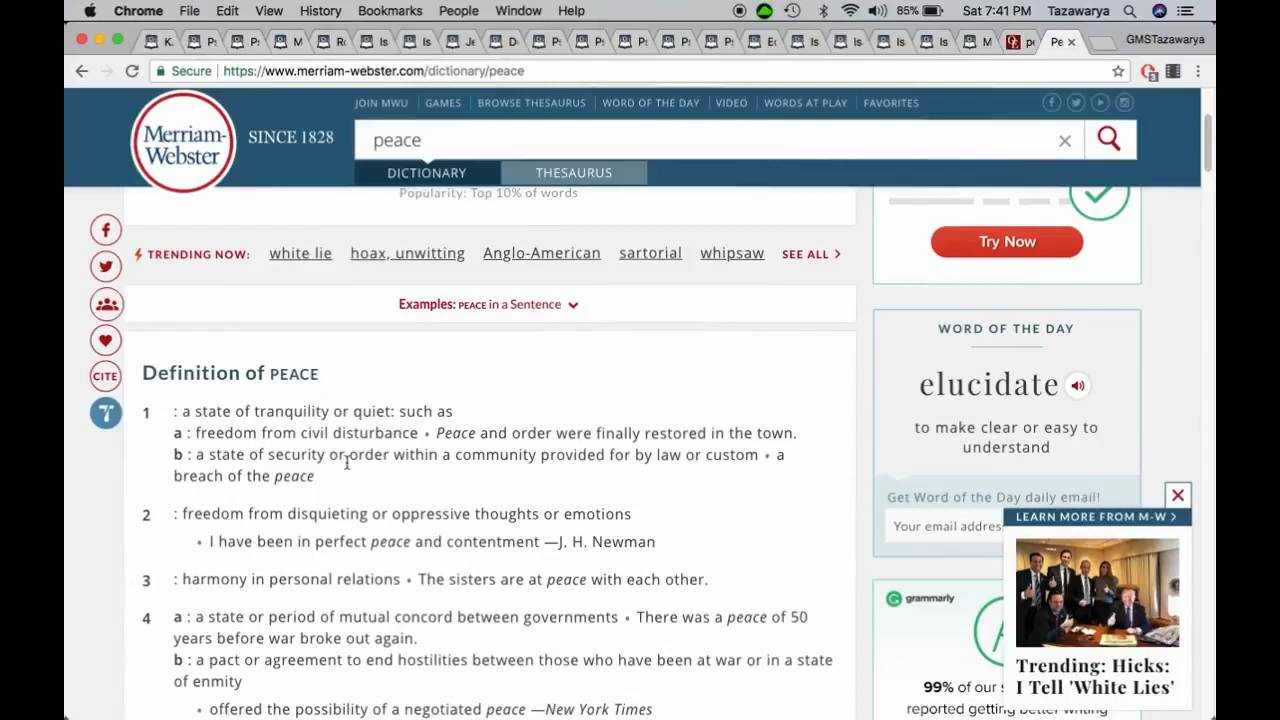 Chrome File Edit View History Bookmarks People Window Help 85% Sat 7:41 PM Tazawarya
GMSTazawarya
Secure https://www.merriam-webster.com/dictionary/peace
JOIN MWU GAMES BROWSE THESAURUS WORD OF THE DAY VIDEO WORDS AT PLAY FAVORITES
Merriam-
Webster
SINCE 1828
peace
DICTIONARY THESAURUS
Popularity: Top 10% of words
TRENDING NOW: white lie hoax, unwitting Anglo-American sartorial whipsaw SEE ALL >
Examples: PEACE in a Sentence
CITE
Definition of PEACE
1 : a state of tranquility or quiet: such as
a : freedom from civil disturbance • Peace and order were finally restored in the town.
b : a state of security or order within a community provided for by law or custom • a
breach of the peace
2 : freedom from disquieting or oppressive thoughts or emotions
• I have been in perfect peace and contentment —J. H. Newman
3 : harmony in personal relations • The sisters are at peace with each other.
4 a : a state or period of mutual concord between governments • There was a peace of 50
years before war broke out again.
b : a pact or agreement to end hostilities between those who have been at war or in a state
of enmity
• offered the possibility of a negotiated peace —New York Times
Try Now
WORD OF THE DAY
elucidate
to make clear or easy to
understand
Get Word of the Day daily email!
Your email
LEARN MORE FROM M-W >
Trending: Hicks:
I Tell 'White Lies'
grammarly
99% of our
reported getting better writing